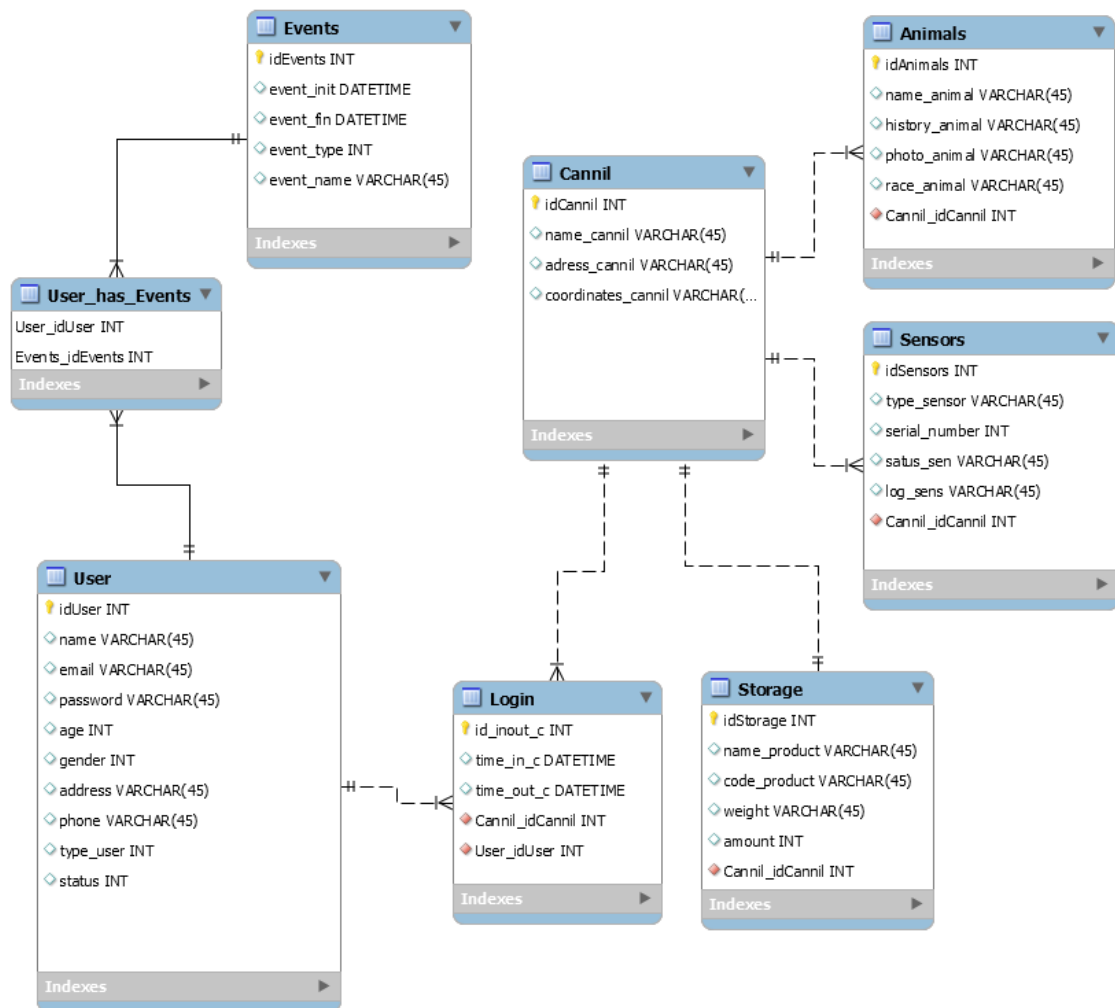 Events
idEvents INT
event_init DATETIME
event_fin DATETIME
event_type INT
event_name VARCHAR(45)
Indexes
Animals
idAnimals INT
name_animal VARCHAR(45)
history_animal VARCHAR(45)
photo_animal VARCHAR(45)
race_animal VARCHAR(45)
Cannil_idCannil INT
Indexes
Cannil
idCannil INT
name_cannil VARCHAR(45)
adress_cannil VARCHAR(45)
coordinates_cannil VARCHAR(...
Indexes
User_has_Events
User_idUser INT
Events_idEvents INT
Indexes
Sensors
idSensors INT
type_sensor VARCHAR(45)
serial_number INT
satus_sen VARCHAR(45)
log_sens VARCHAR(45)
Cannil_idCannil INT
Indexes
User
idUser INT
name VARCHAR(45)
email VARCHAR(45)
password VARCHAR(45)
age INT
gender INT
address VARCHAR(45)
phone VARCHAR(45)
type_user INT
status INT
Indexes
Login
id_inout_c INT
time_in_c DATETIME
time_out_c DATETIME
Cannil_idCannil INT
User_idUser INT
Indexes
Storage
idStorage INT
name_product VARCHAR(45)
code_product VARCHAR(45)
weight VARCHAR(45)
amount INT
Cannil_idCannil INT
Indexes